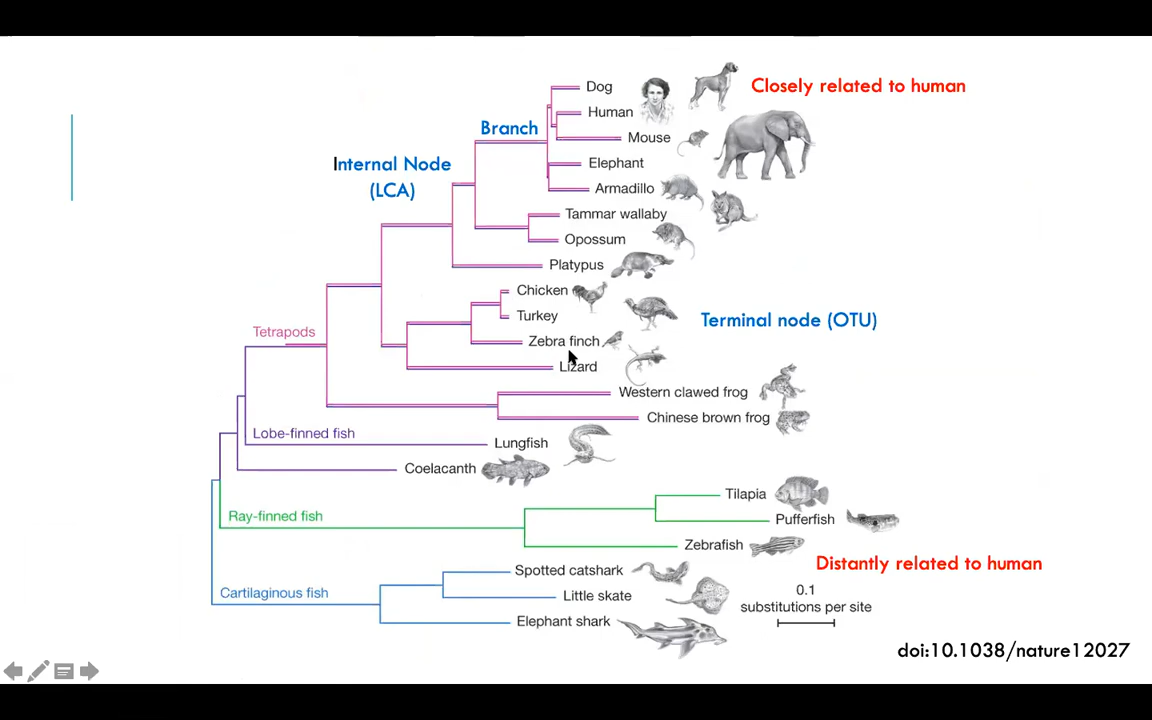 Dog
Closely related to human
Human
Branch
Mouse
Internal Node
(LCA)
Elephant
Armadillo
Tammar wallaby
Opossum
Platypus
Chicken
Turkey
Terminal node (OTU)
Tetrapods
Zebra finch
Lizard
Western clawed frog
Chinese brown frog
Lobe-finned fish
Lungfish
Coelacanth
Tilapia
Ray-finned fish
Pufferfish
Zebrafish
Distantly related to human
Spotted catshark
Cartilaginous fish
Little skate
0.1
substitutions per site
Elephant shark
doi:10.1038/nature12027